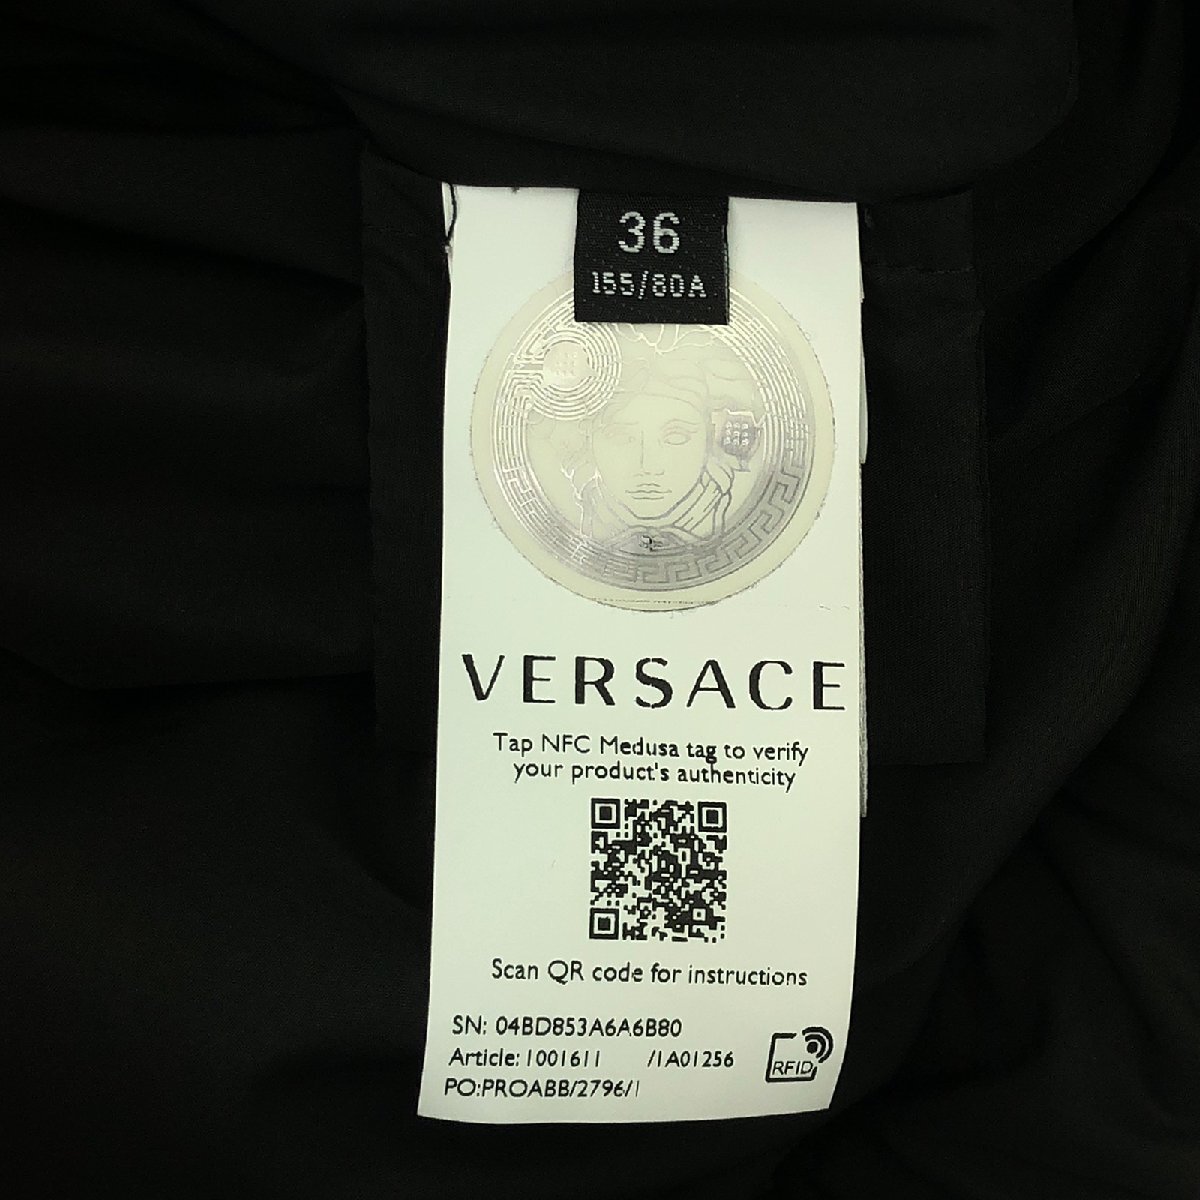 36
155/80A
VERSACE
Tap NFC Medusa tag to verify
your product's authenticity
Scan QR code for instructions
SN: 04BD853A6A6B80
Article: 1001611 /1A01256
RFID
PO:PROABB/2796/1